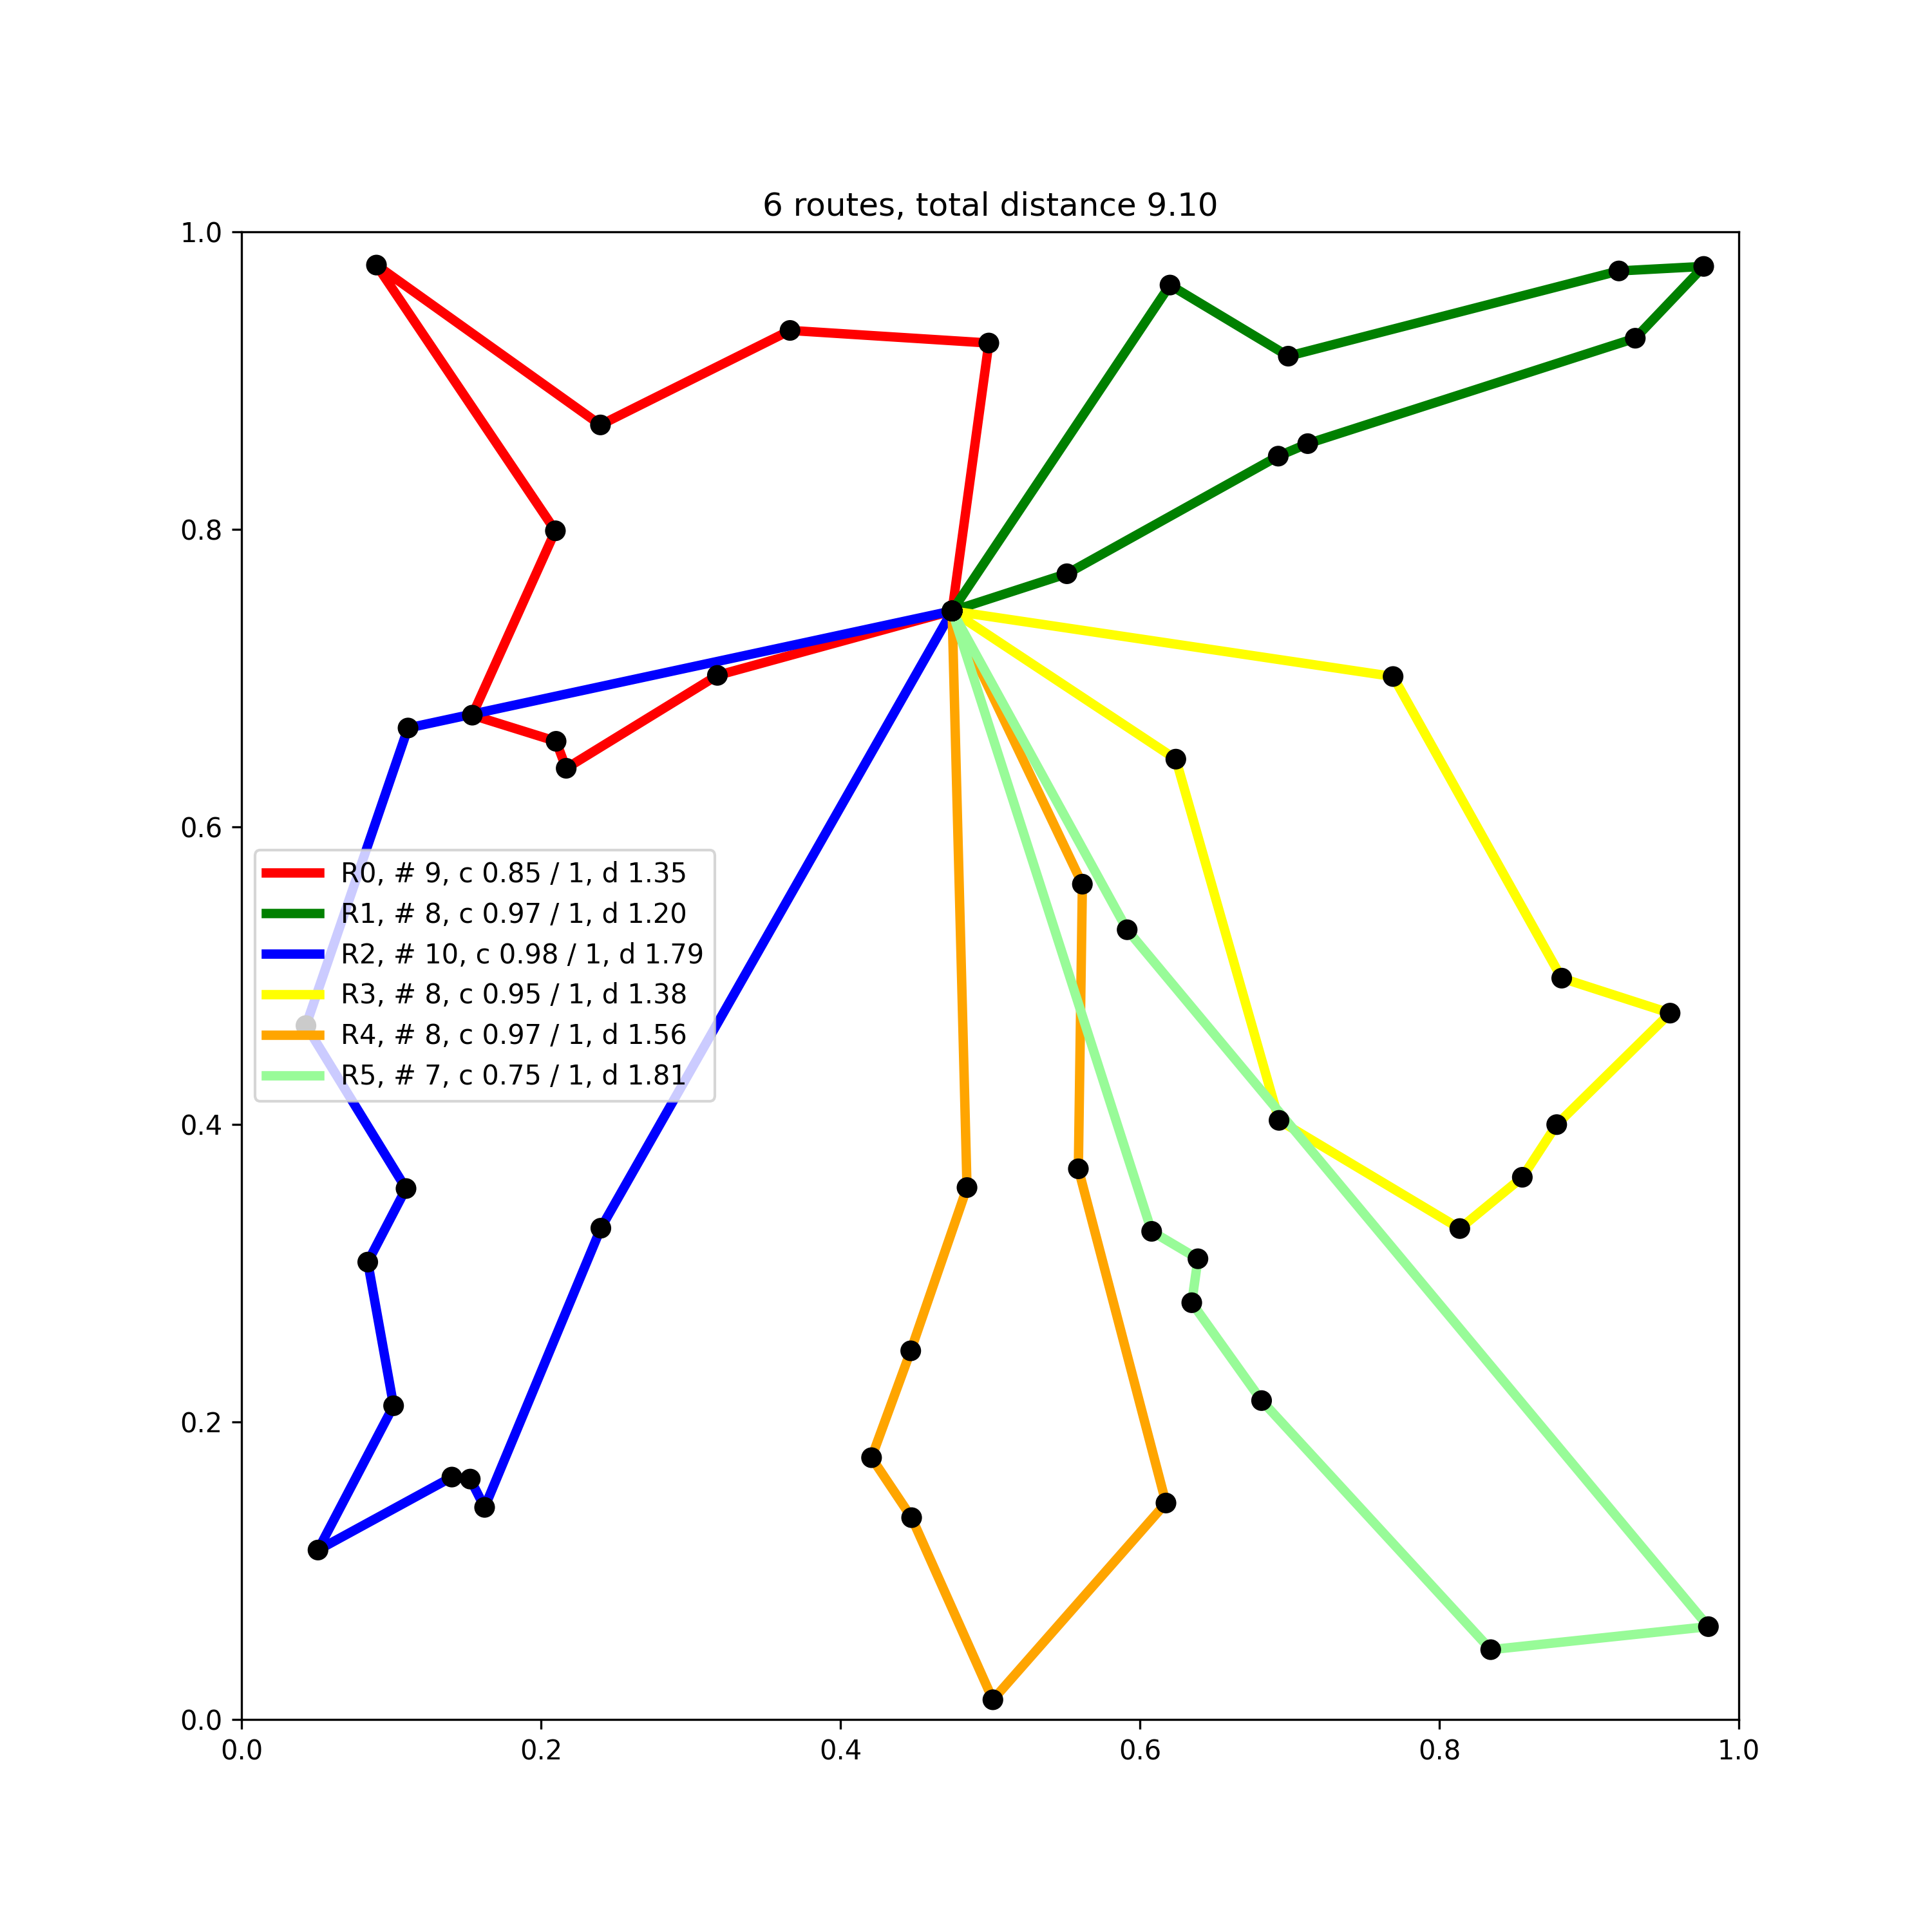 6 routes, total distance 9.10
1.0
0.8
0.6
R0, # 9, c 0.85 / 1, d 1.35
R1, # 8, c 0.97 / 1, d 1.20
R2, # 10, c 0.98 / 1, d 1.79
R3, # 8, c 0.95 / 1, d 1.38
R4, # 8, c 0.97 / 1, d 1.56
R5, # 7, c 0.75 / 1, d 1.81
0.4
0.2
0.0
0.0 0.2 0.4 0.6 0.8 1.0